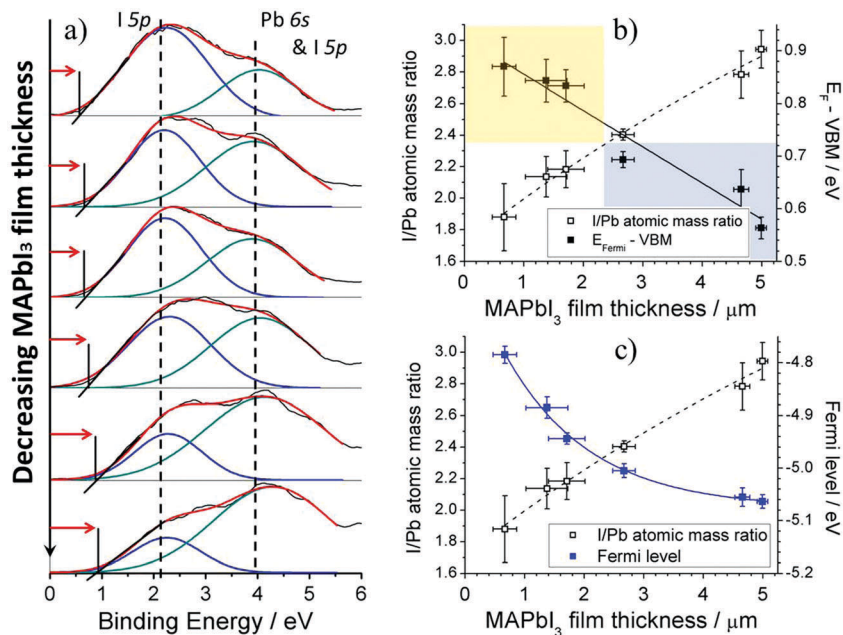 a)
I 5p
Pb 6s
& I 5p
Decreasing MAPbI₃ film thickness
0 1 2 3 4 5 6
Binding Energy / eV
b)
I/Pb atomic mass ratio
3.0
2.8
2.6
2.4
2.2
2.0
1.8
1.6
0.9
0.8
0.7
0.6
0.5
E_F - VBM / eV
I/Pb atomic mass ratio
E_Fermi - VBM
0 1 2 3 4 5
MAPbI₃ film thickness / μm
c)
I/Pb atomic mass ratio
3.0
2.8
2.6
2.4
2.2
2.0
1.8
1.6
-4.8
-4.9
-5.0
-5.1
-5.2
Fermi level / eV
I/Pb atomic mass ratio
Fermi level
0 1 2 3 4 5
MAPbI₃ film thickness / μm